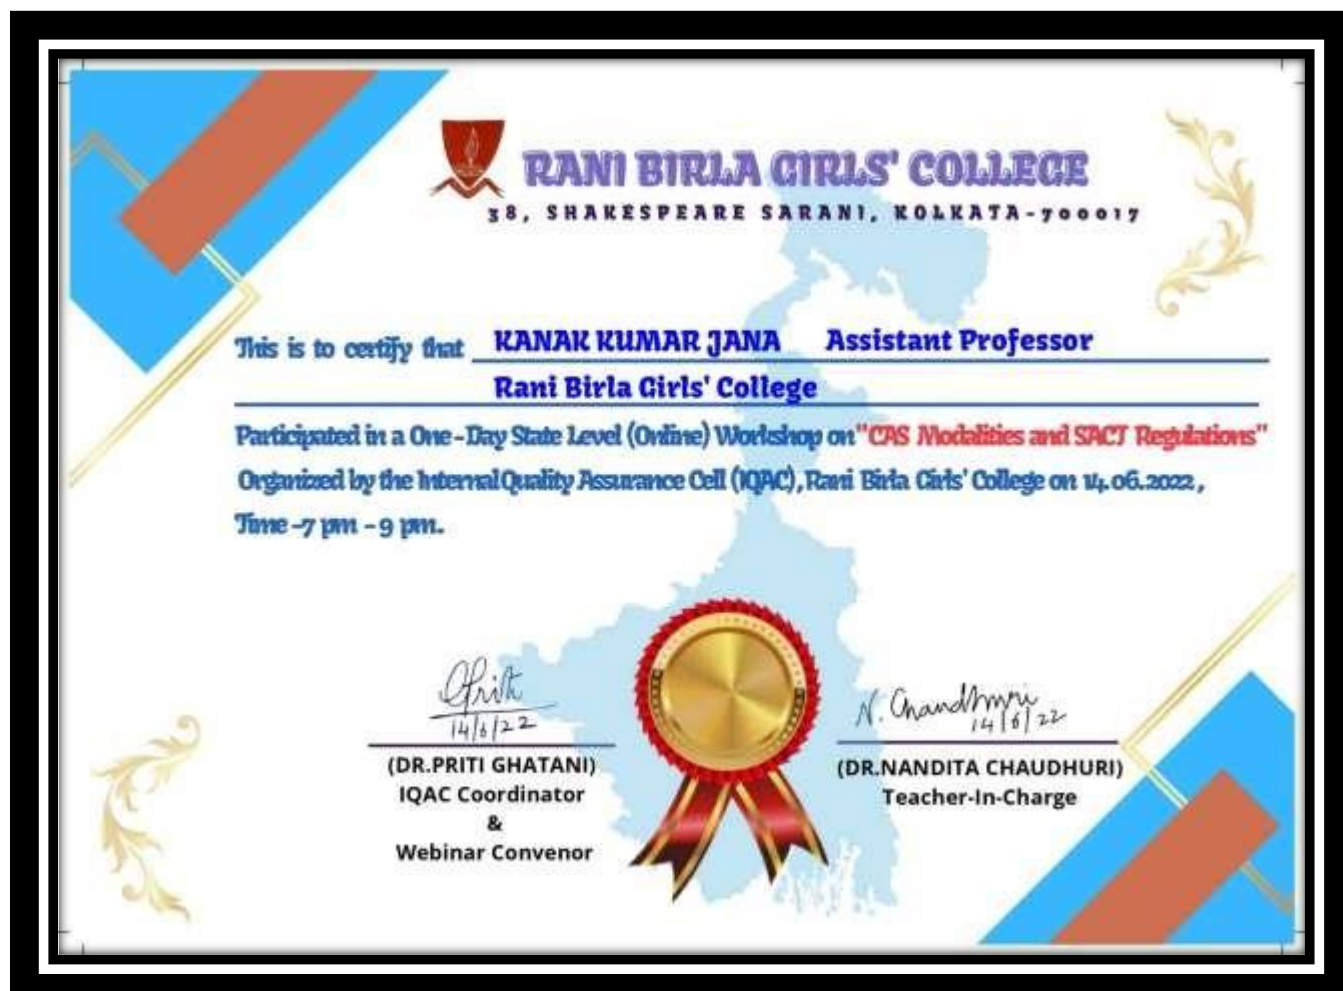 RANI BIRLA GIRLS' COLLEGE
38, SHAKESPEARE SARANI, KOLKATA-700017
This is to certify that KANAK KUMAR JANA Assistant Professor
Rani Birla Girls' College
Participated in a One-Day State Level (Online) Workshop on "CAS Modalities and SACT Regulations"
Organized by the Internal Quality Assurance Cell (IQAC), Rani Birla Girls' College on 14.06.2022,
Time -7 pm - 9 pm.
14/6/22
N. Chaudhuri
14/6/22
(DR.PRITI GHATANI)
IQAC Coordinator
&
Webinar Convenor
(DR.NANDITA CHAUDHURI)
Teacher-In-Charge